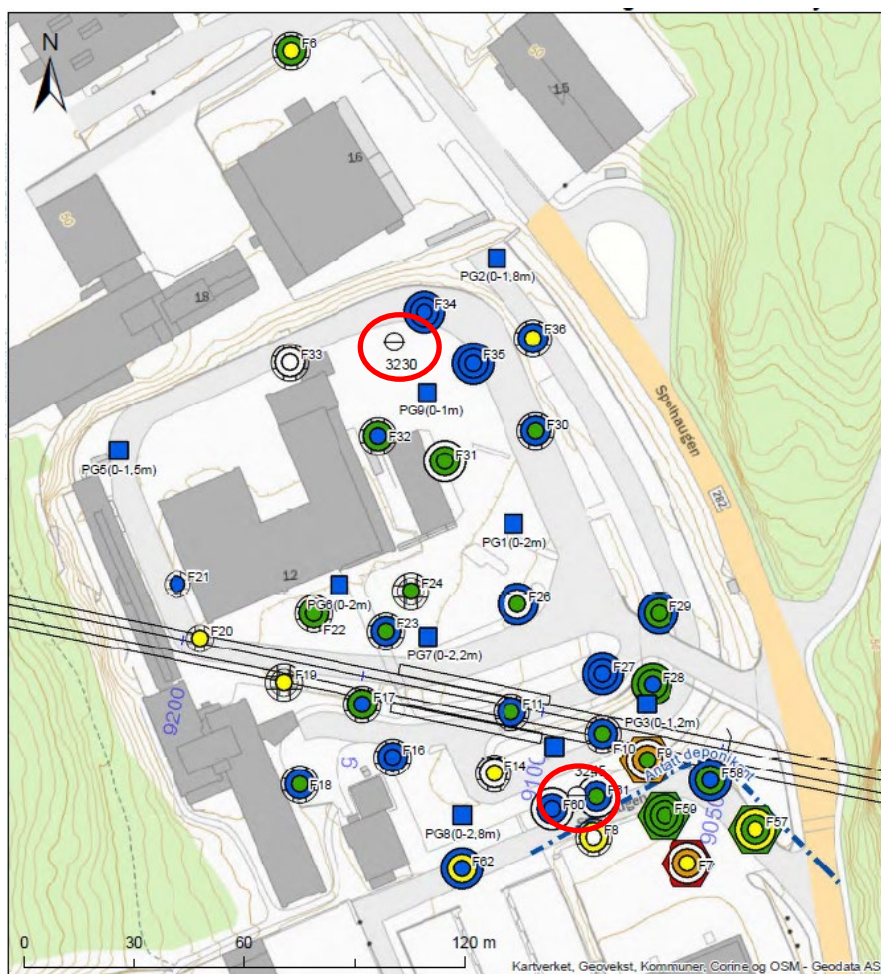 N
F6
15
16
18
PG2(0-1,8m)
F34
F36
F33
3230
F35
Spelhaugen
PG9(0-1m)
F32
F30
F31
PG5(0-1,5m)
282
PG1(0-2m)
12
F21
F24
PG6(0-2m)
F26
F22
F23
F29
F20
PG7(0-2,2m)
F19
F27
F28
F17
9200
F11
PG3(0-1,2m)
F10
F9
F16
5
F14
9100
Antatt deponikant
F58
F18
F60
F61
F59
9050
PG8(0-2,8m)
F8
F57
F62
F7
0
30
60
120 m
Kartverket, Geovekst, Kommuner, Corine og OSM - Geodata AS